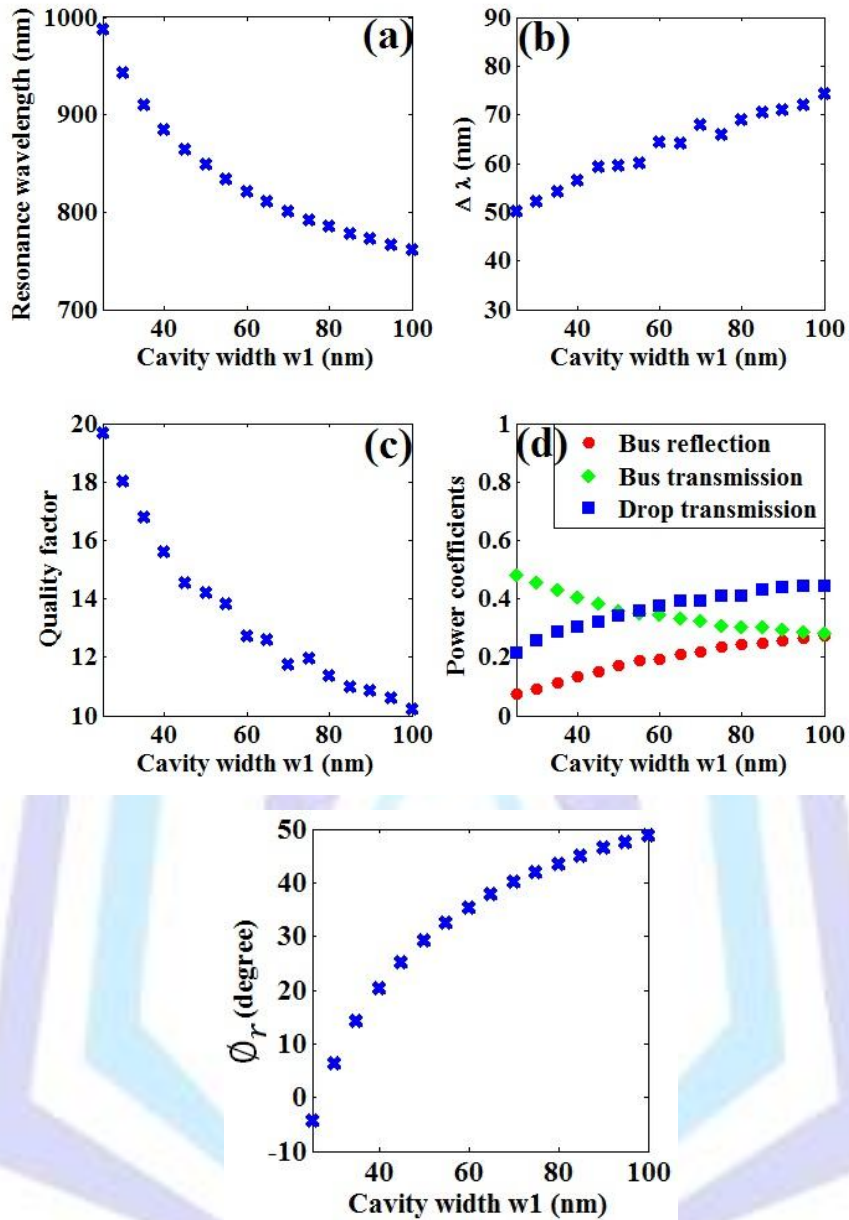 (a)
Resonance wavelength (nm)
1000
900
800
700
40 60 80 100
Cavity width w1 (nm)
(b)
Δ λ (nm)
90
80
70
60
50
40
30
40 60 80 100
Cavity width w1 (nm)
(c)
Quality factor
20
18
16
14
12
10
40 60 80 100
Cavity width w1 (nm)
(d)
Power coefficients
1
0.8
0.6
0.4
0.2
0
Bus reflection
Bus transmission
Drop transmission
40 60 80 100
Cavity width w1 (nm)
∅r (degree)
50
40
30
20
10
0
-10
40 60 80 100
Cavity width w1 (nm)